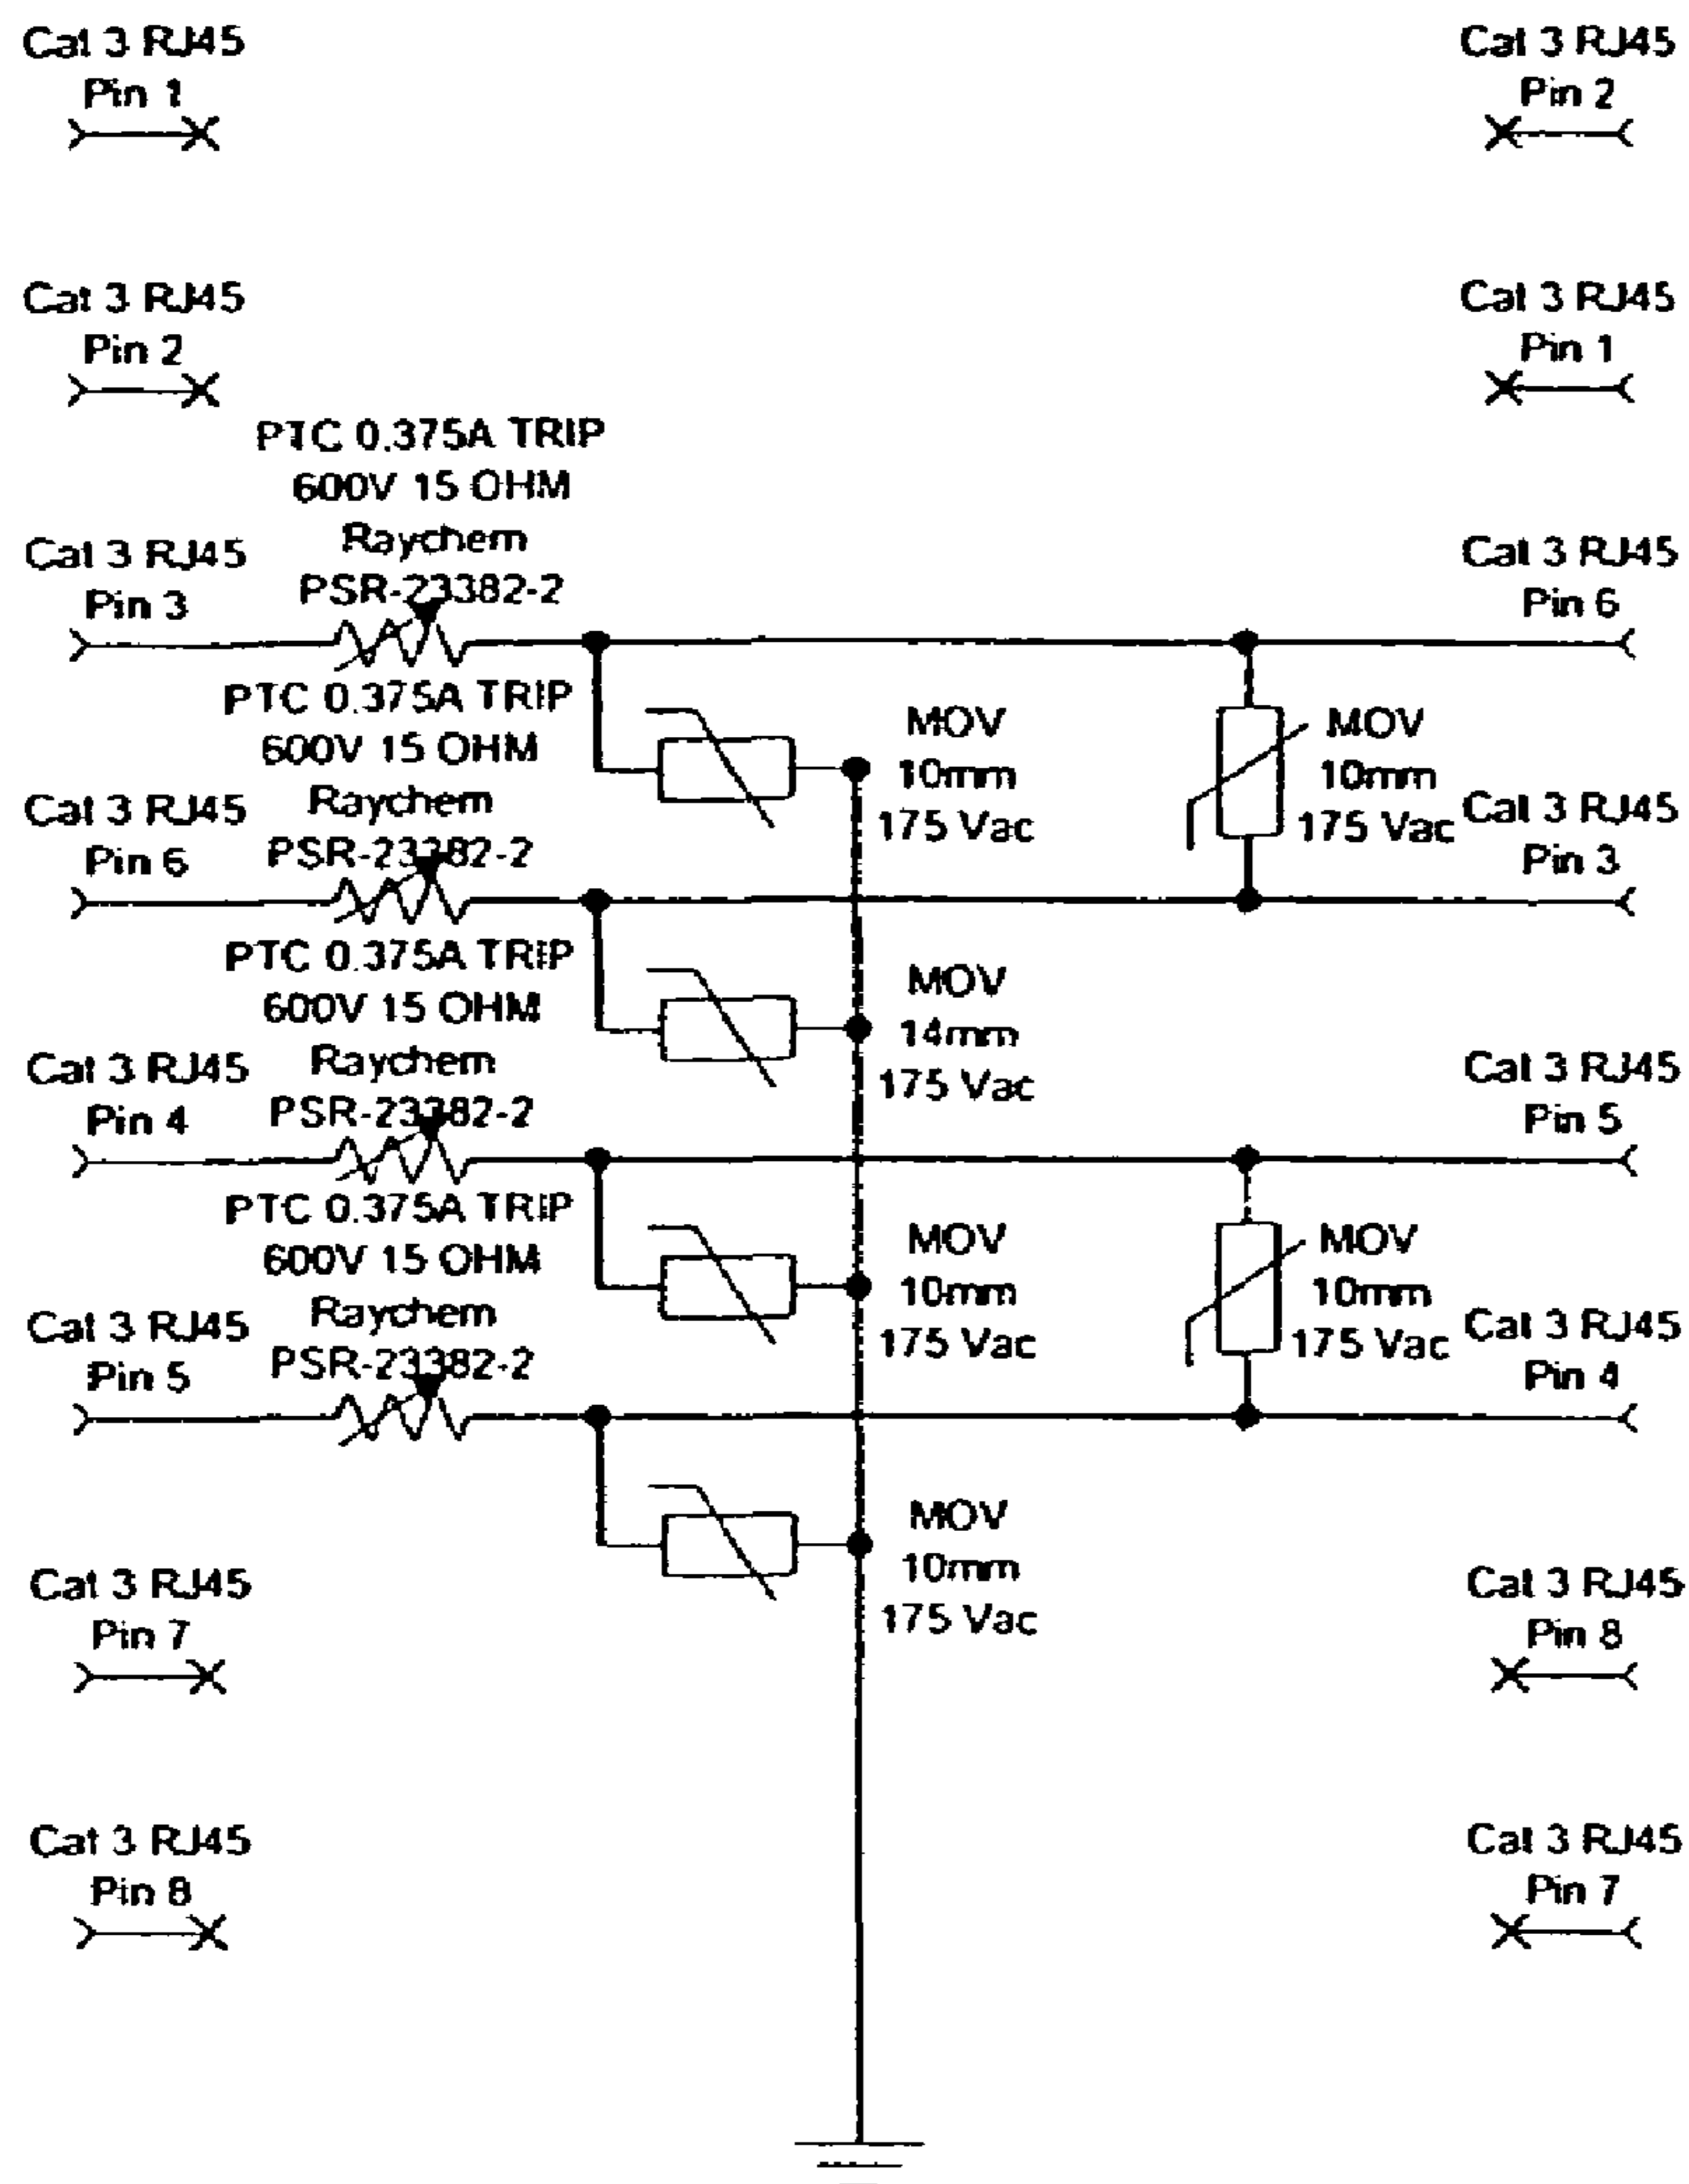 Cat 3 RJ45
Pin 1
Cat 3 RJ45
Pin 2
Cat 3 RJ45
Pin 2
Cat 3 RJ45
Pin 1
PTC 0.375A TRIP
600V 15 OHM
Raychem
PSR-23382-2
Cat 3 RJ45
Pin 3
Cat 3 RJ45
Pin 6
PTC 0.375A TRIP
600V 15 OHM
Raychem
PSR-23382-2
MOV
10mm
175 Vac
MOV
10mm
175 Vac
Cat 3 RJ45
Pin 6
Cat 3 RJ45
Pin 3
PTC 0.375A TRIP
600V 15 OHM
Raychem
PSR-23382-2
MOV
14mm
175 Vac
Cat 3 RJ45
Pin 4
Cat 3 RJ45
Pin 5
PTC 0.375A TRIP
600V 15 OHM
Raychem
PSR-23382-2
MOV
10mm
175 Vac
MOV
10mm
175 Vac
Cat 3 RJ45
Pin 5
Cat 3 RJ45
Pin 4
MOV
10mm
175 Vac
Cat 3 RJ45
Pin 7
Cat 3 RJ45
Pin 8
Cat 3 RJ45
Pin 8
Cat 3 RJ45
Pin 7